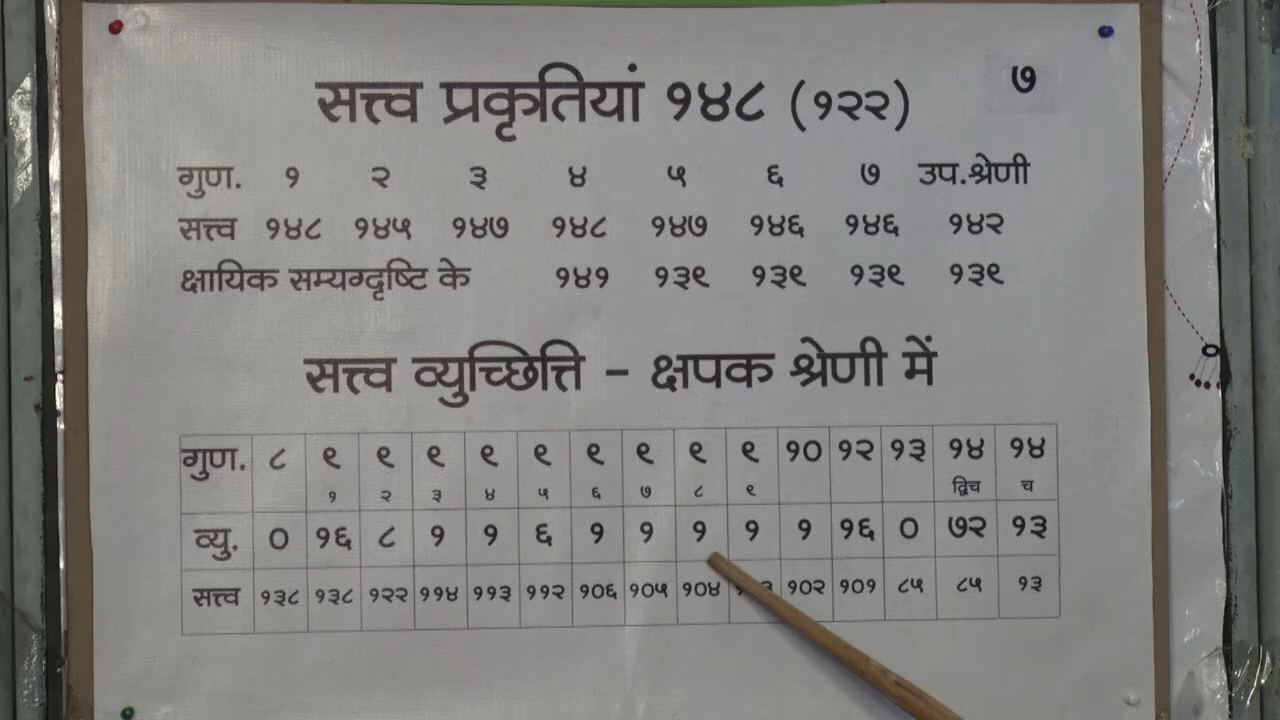 सत्त्व प्रकृतियां १४८ (१२२) ७
गुण. १ २ ३ ४ ५ ६ ७ उप.श्रेणी
सत्त्व १४८ १४५ १४७ १४८ १४७ १४६ १४६ १४२
क्षायिक सम्यग्दृष्टि के १४१ १३९ १३९ १३९ १३९
सत्त्व व्युच्छित्ति - क्षपक श्रेणी में
गुण. ८ ९ ९ ९ ९ ९ ९ ९ ९ ९ १० १२ १३ १४ १४
१ २ ३ ४ ५ ६ ७ ८ ९ द्विच च
व्यु. ० १६ ८ १ १ ६ १ १ १ १ १ १६ ० ७२ १३
सत्त्व १३८ १३८ १२२ ११४ ११३ ११२ १०६ १०५ १०४ १०२ १०१ ८५ ८५ १३